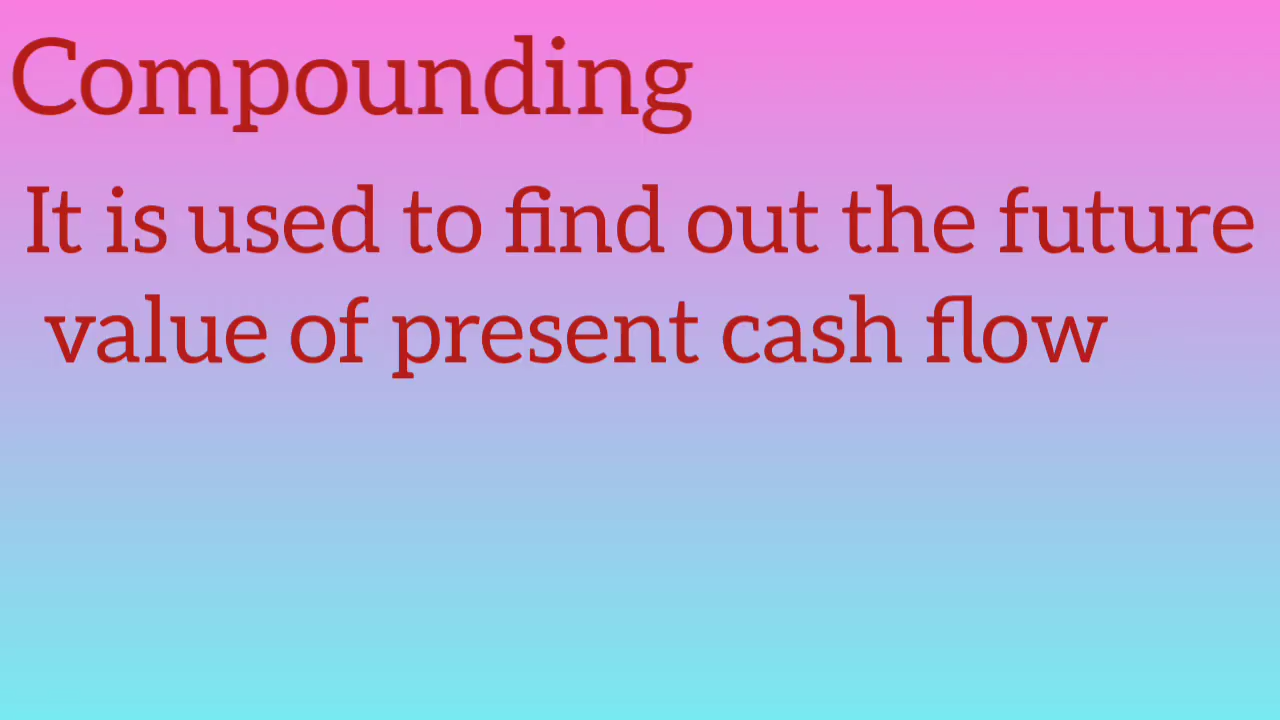 Compounding
It is used to find out the future
value of present cash flow